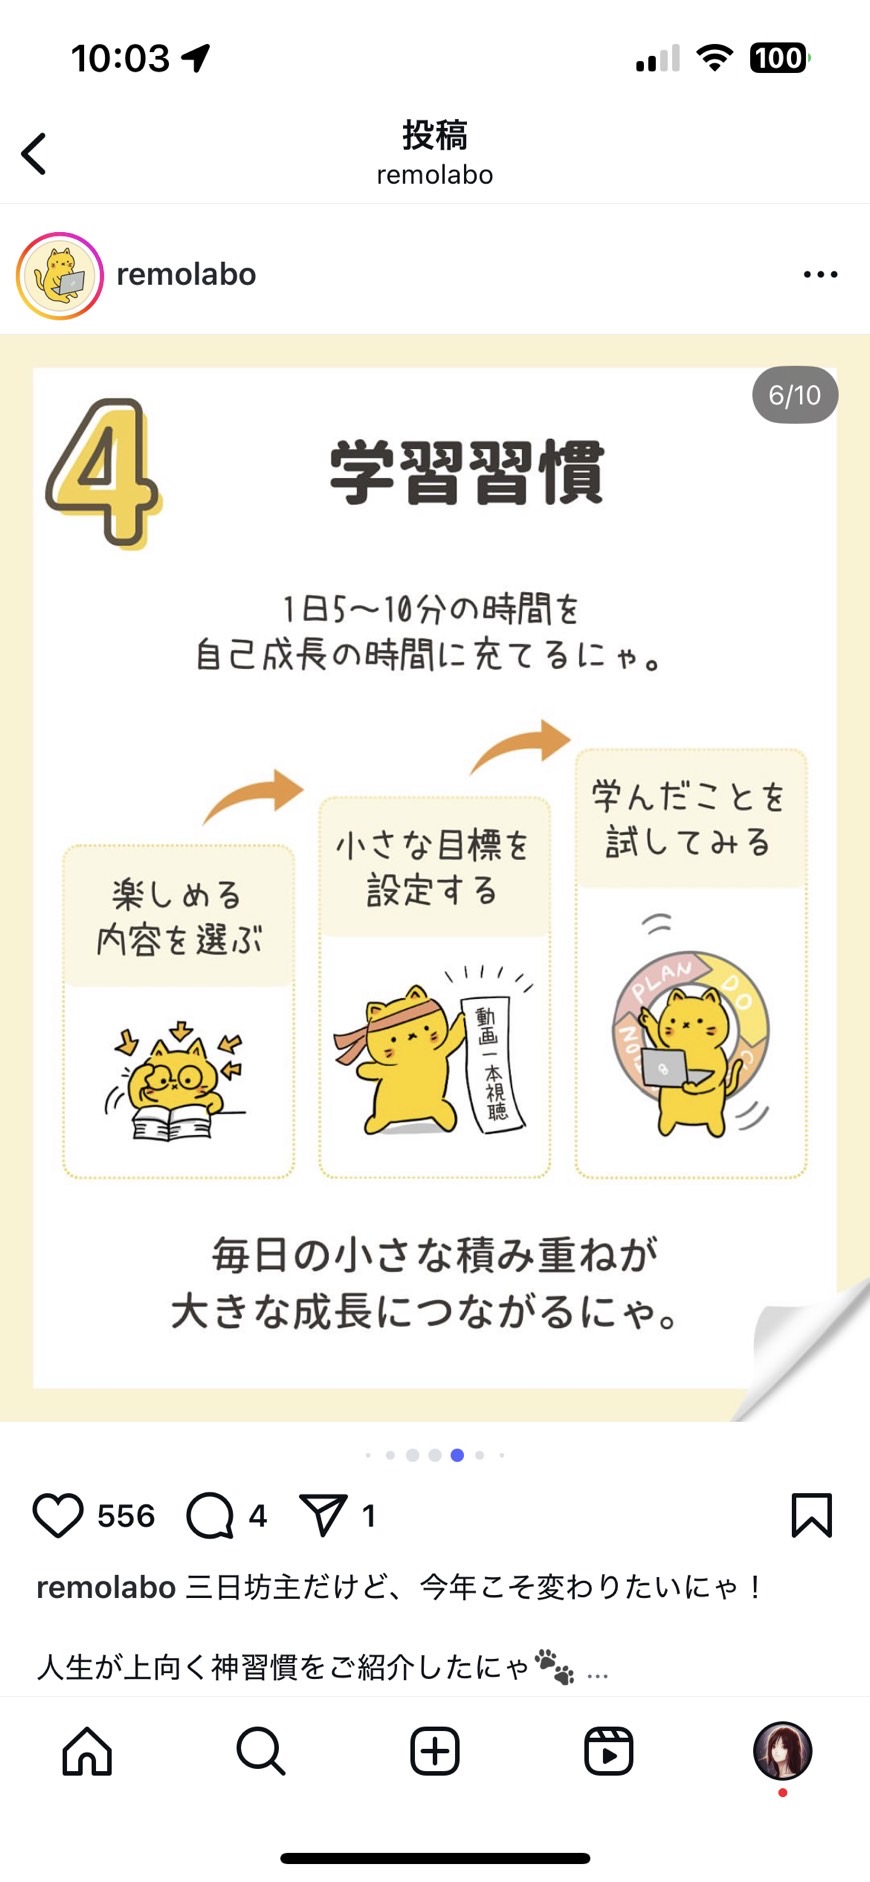 10:03
100
投稿
remolabo
remolabo
6/10
4
学習習慣
1日5〜10分の時間を
自己成長の時間に充てるにゃ。
楽しめる
内容を選ぶ
小さな目標を
設定する
動画一本視聴
学んだことを
試してみる
PLAN
DO
毎日の小さな積み重ねが
大きな成長につながるにゃ。
556
4
1
remolabo 三日坊主だけど、今年こそ変わりたいにゃ！
人生が上向く神習慣をご紹介したにゃ🐾 ...